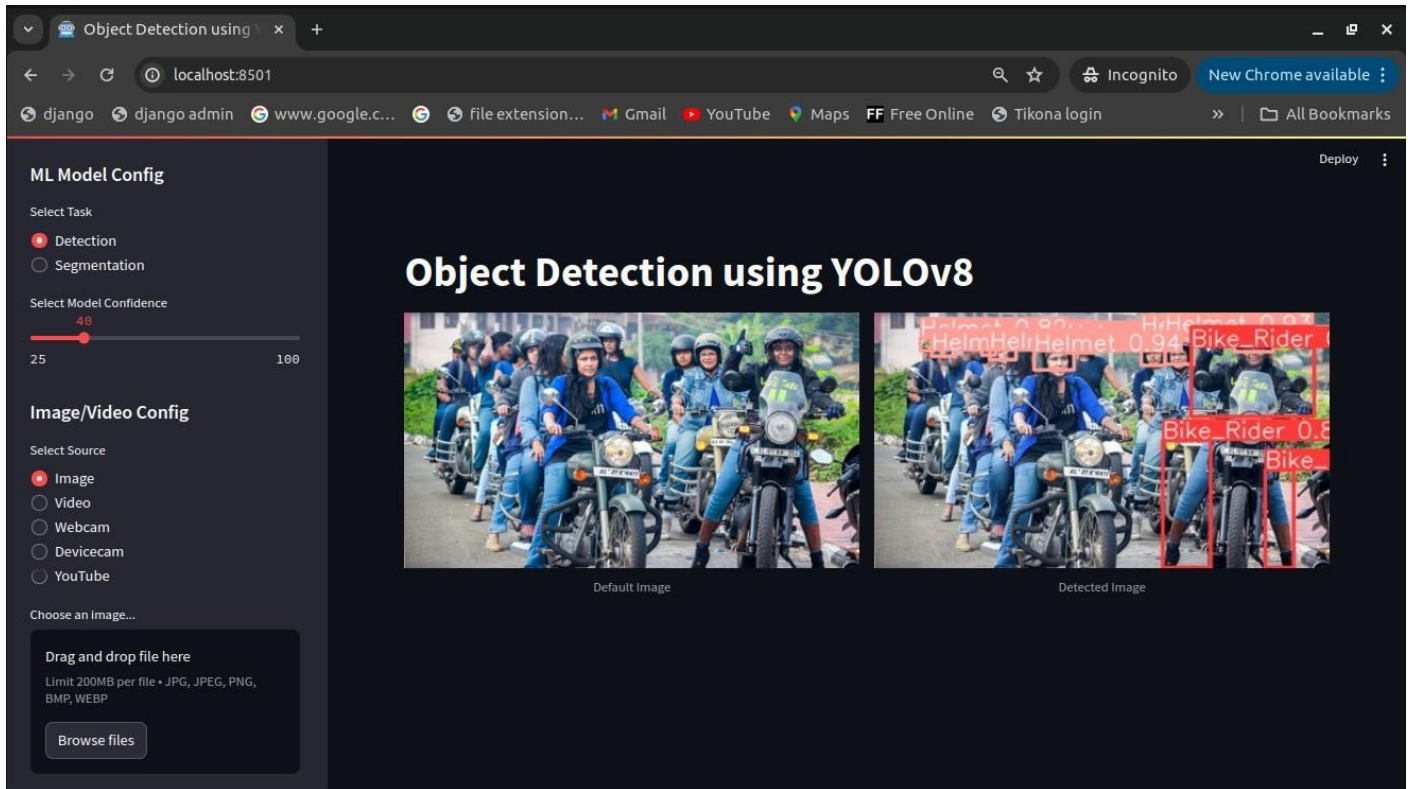 Object Detection using
localhost:8501
Incognito
New Chrome available
django
django admin
www.google.c...
file extension...
Gmail
YouTube
Maps
FF Free Online
Tikona login
»
All Bookmarks
Deploy
ML Model Config
Select Task
Detection
Segmentation
Select Model Confidence
40
25 100
Image/Video Config
Select Source
Image
Video
Webcam
Devicecam
YouTube
Choose an image...
Drag and drop file here
Limit 200MB per file • JPG, JPEG, PNG,
BMP, WEBP
Browse files
Object Detection using YOLOv8
Helmet 0.94
Bike_Rider
Bike_Rider 0.8
Bike_
Default Image
Detected Image